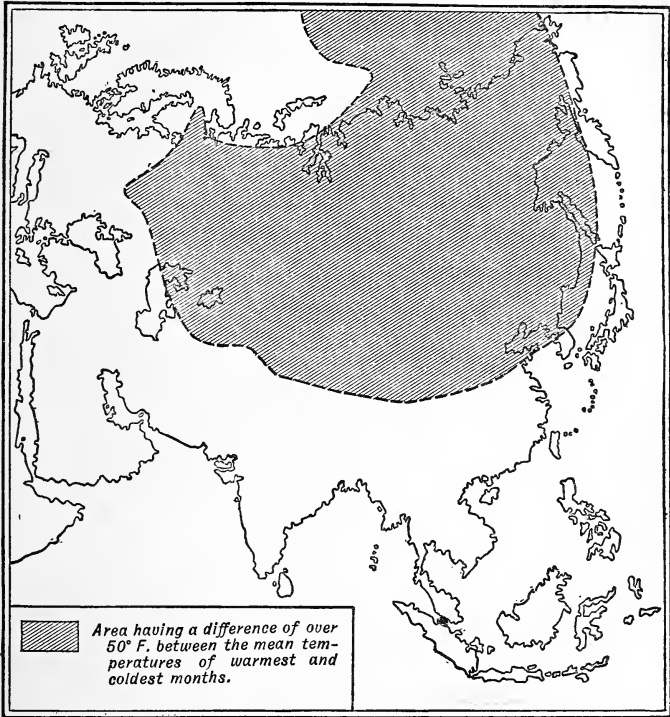 Area having a difference of over
50° F. between the mean tem-
peratures of warmest and
coldest months.